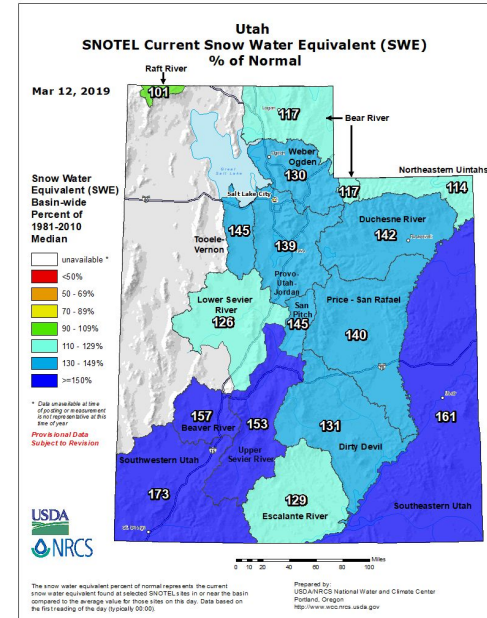 Utah
SNOTEL Current Snow Water Equivalent (SWE)
% of Normal
Mar 12, 2019
Raft River
101
Logan
117
Bear River
Weber
Ogden
Ogden
130
Northeastern Uintahs
117
114
Great
Salt Lake
Salt Lake City
Duchesne River
142
Snow Water
Equivalent (SWE)
Basin-wide
Percent of
1981-2010
Median
145
Tooele-
Vernon
139
Provo-
Utah-
Jordan
unavailable *
<50%
50 - 69%
70 - 89%
90 - 109%
110 - 129%
130 - 149%
>=150%
Lower Sevier
River
126
San
Pitch
145
Price - San Rafael
140
* Data unavailable at time
of posting or measurement
is not representative at this
time of year
Provisional Data
Subject to Revision
157
Beaver River
153
Upper
Sevier River
131
Dirty Devil
161
Southwestern Utah
173
129
Escalante River
Southeastern Utah
USDA
NRCS
Miles
0 10 20 40 60 80 100
The snow water equivalent percent of normal represents the current
snow water equivalent found at selected SNOTEL sites in or near the basin
compared to the average value for those sites on this day. Data based on
the first reading of the day (typically 00:00).
Prepared by:
USDA/NRCS National Water and Climate Center
Portland, Oregon
http://www.wcc.nrcs.usda.gov